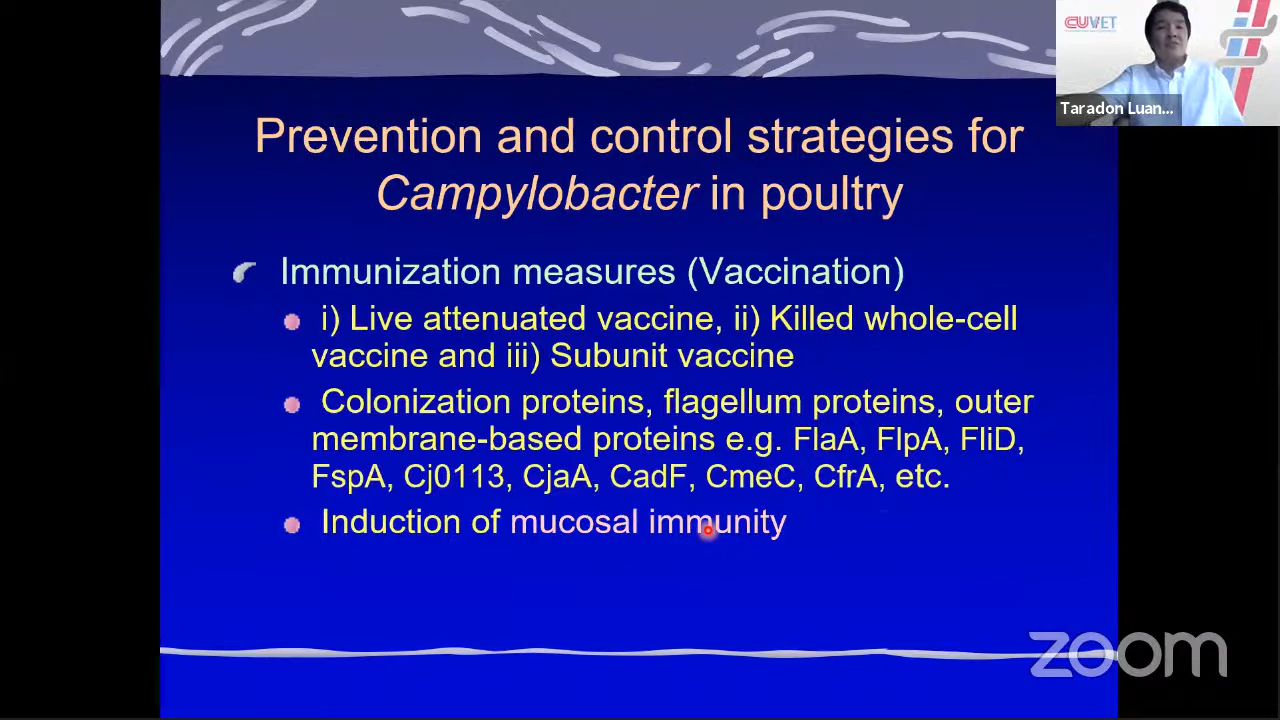 CUVET
Taradon Luan...
Prevention and control strategies for
Campylobacter in poultry
Immunization measures (Vaccination)
i) Live attenuated vaccine, ii) Killed whole-cell
vaccine and iii) Subunit vaccine
Colonization proteins, flagellum proteins, outer
membrane-based proteins e.g. FlaA, FlpA, FliD,
FspA, Cj0113, CjaA, CadF, CmeC, CfrA, etc.
Induction of mucosal immunity
zoom